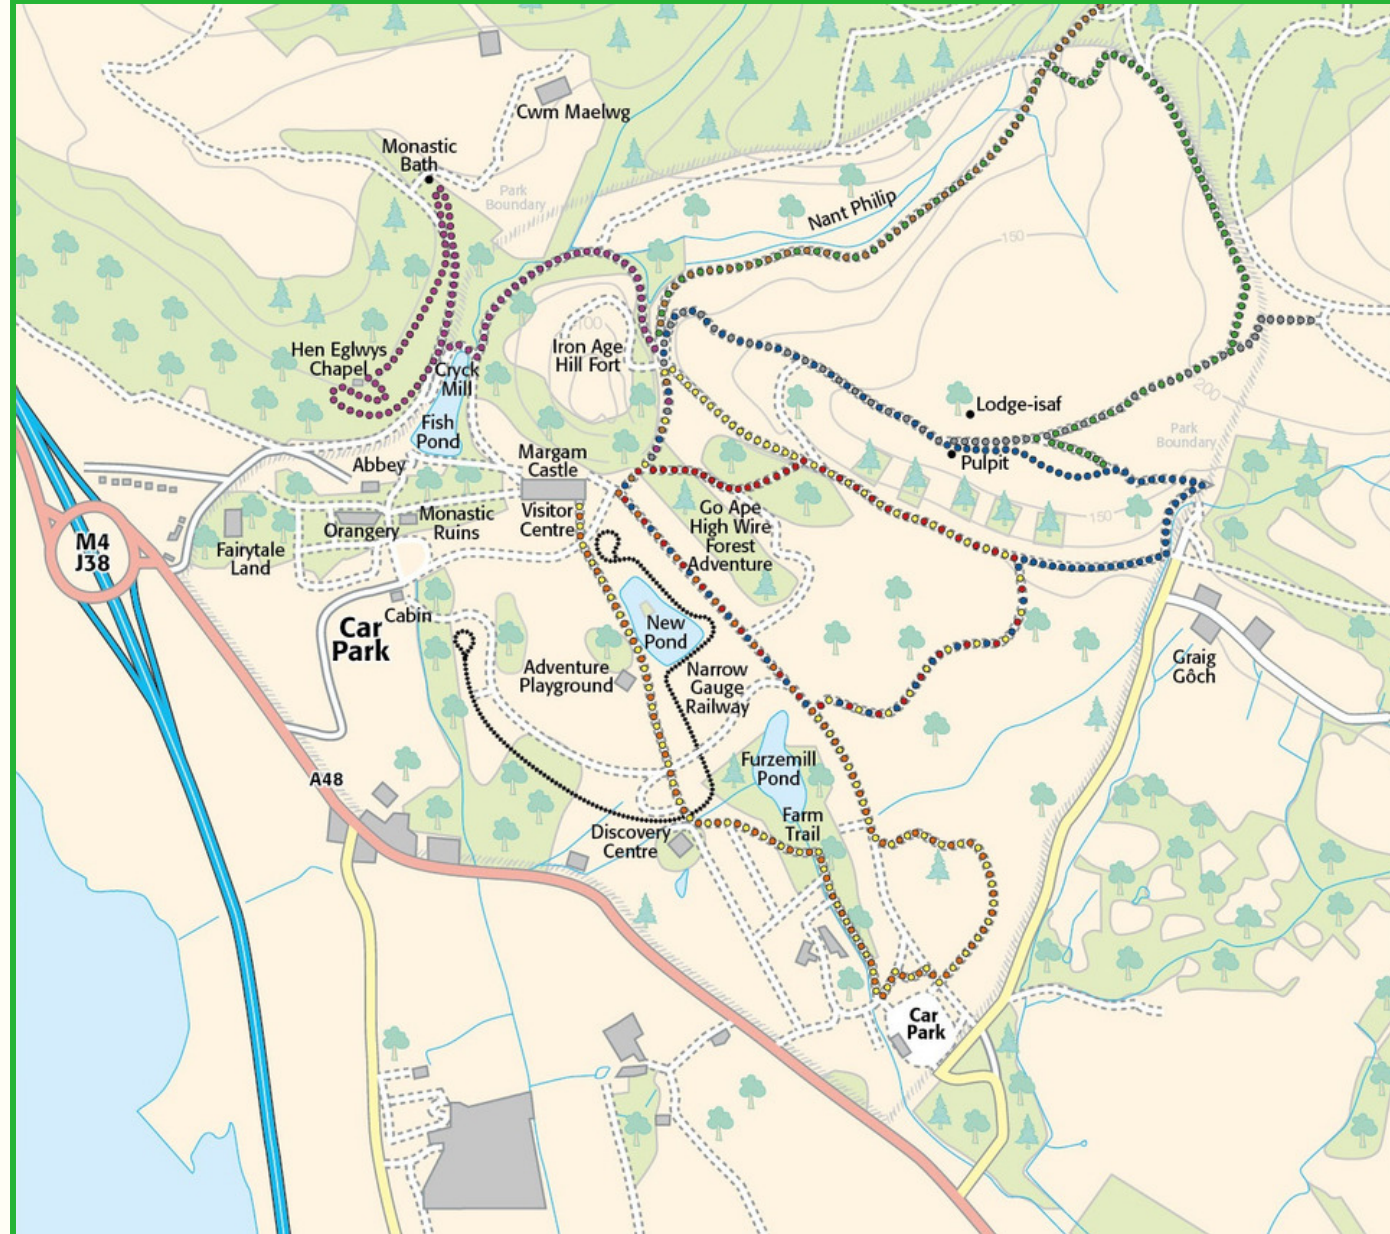 Cwm Maelwg
Monastic
Bath
Park
Boundary
Nant Philip
150
100
Iron Age
Hill Fort
Hen Eglwys
Chapel
Cryck
Mill
Fish
Pond
200
Lodge-isaf
Park
Boundary
Pulpit
Abbey
Margam
Castle
Visitor
Centre
Monastic
Ruins
Orangery
Fairytale
Land
M4
J38
Go Ape
High Wire
Forest
Adventure
150
Cabin
Car
Park
New
Pond
Adventure
Playground
Narrow
Gauge
Railway
Graig
Gôch
A48
Furzemill
Pond
Farm
Trail
Discovery
Centre
Car
Park